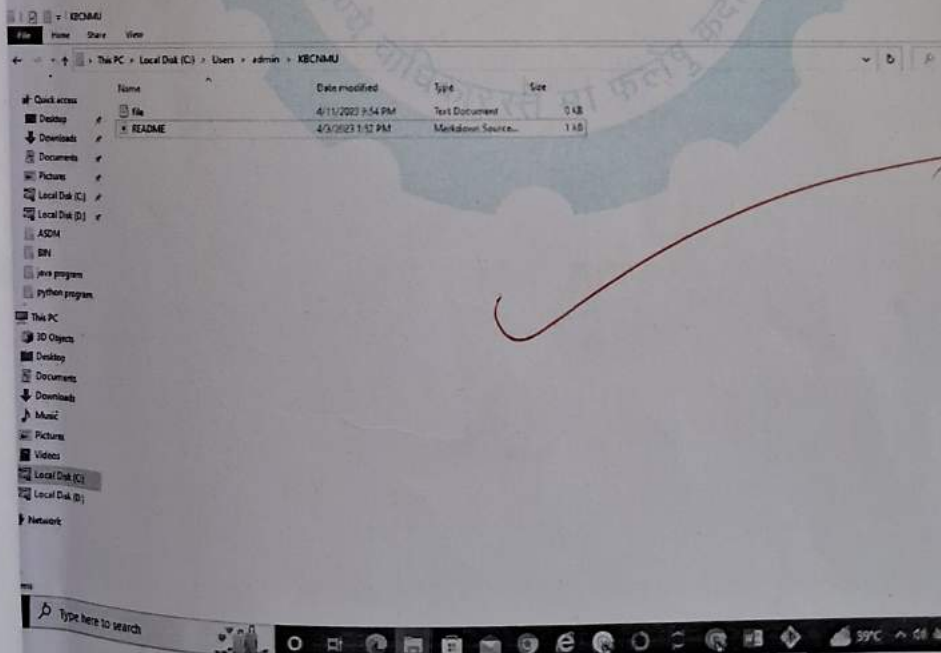 KBCNMU
File Home Share View
This PC > Local Disk (C:) > Users > admin > KBCNMU
Name Date modified Type Size
file 4/11/2023 9:54 PM Text Document 0 KB
README 4/3/2023 1:52 PM Markdown Source... 1 KB
Quick access
Desktop
Downloads
Documents
Pictures
Local Disk (C:)
Local Disk (D:)
ASDM
BIN
java program
python program
This PC
3D Objects
Desktop
Documents
Downloads
Music
Pictures
Videos
Local Disk (C:)
Local Disk (D:)
Network
Type here to search
39°C